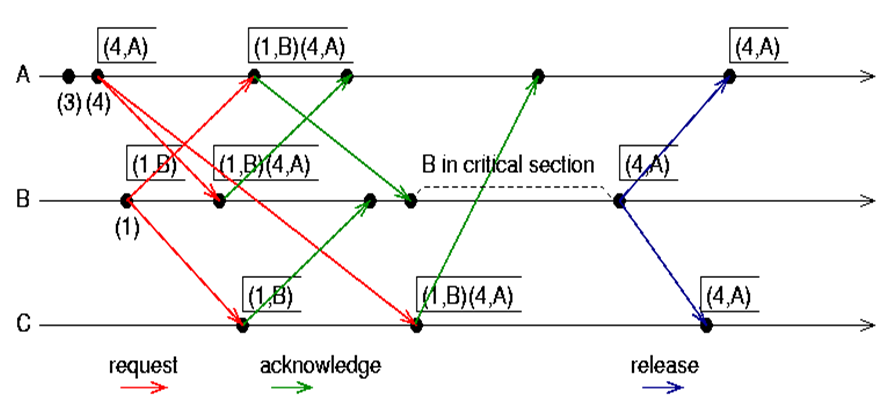 (4,A) (1,B)(4,A) (4,A)
A
(3) (4)
(1,B) (1,B)(4,A) B in critical section (4,A)
B
(1)
(1,B) (1,B)(4,A) (4,A)
C
request acknowledge release